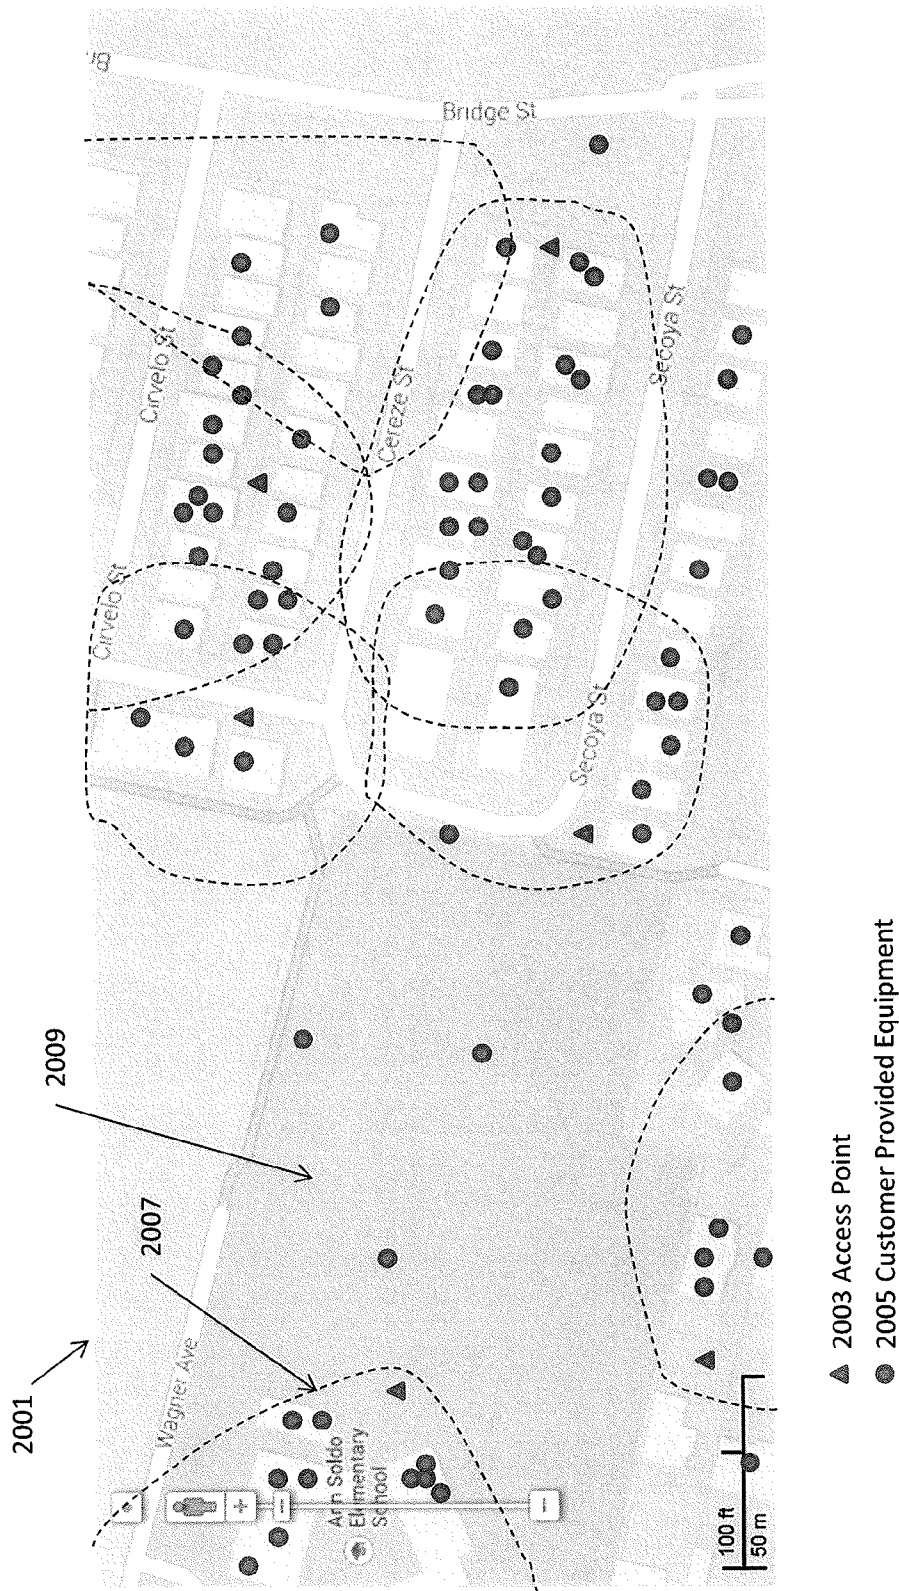 Br
Bridge St
Cirvelo St
Cereze St
Secoya St
Cirvelo St
Secoya St
2009
2007
2001
Wagner Ave
Ann Soldo
Elementary
School
+
−
−
100 ft
50 m
2003 Access Point
2005 Customer Provided Equipment